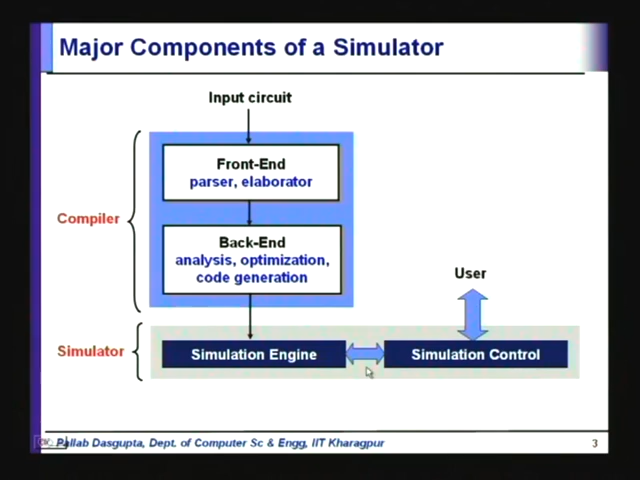 Major Components of a Simulator
Input circuit
Front-End
parser, elaborator
Compiler
Back-End
analysis, optimization,
code generation
User
Simulator
Simulation Engine
Simulation Control
Pallab Dasgupta, Dept. of Computer Sc & Engg, IIT Kharagpur
3